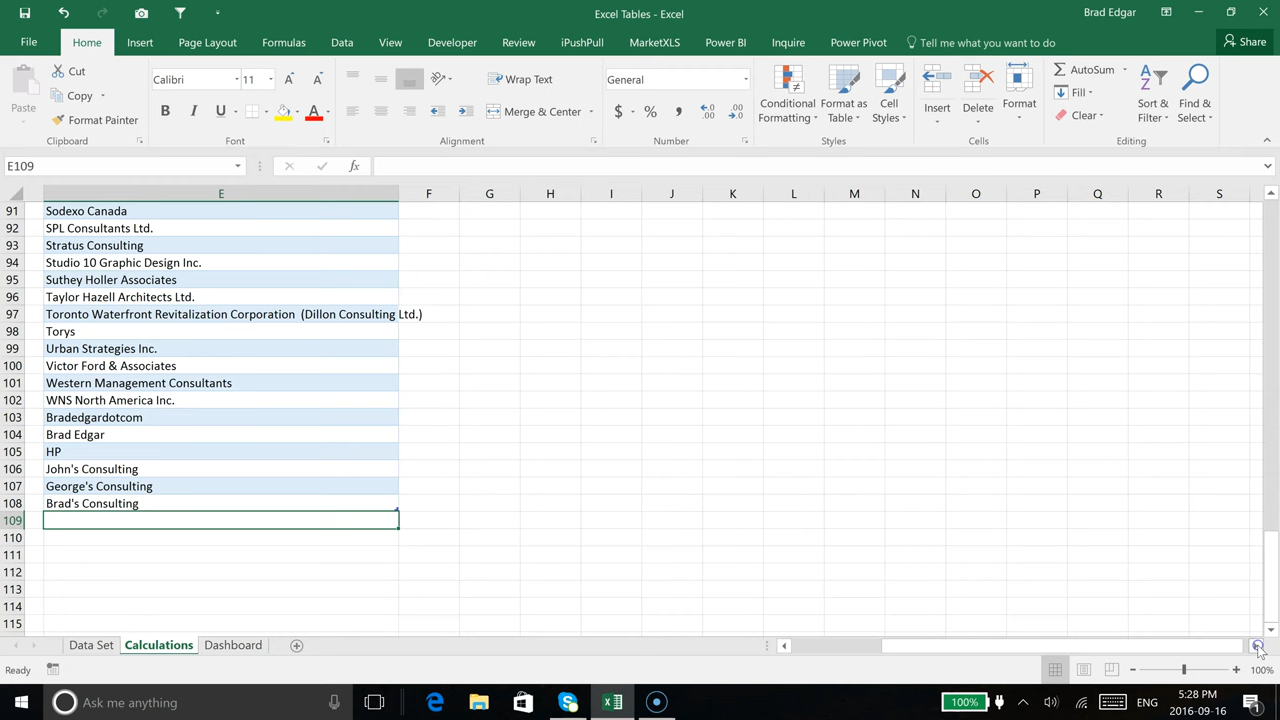 Excel Tables - Excel
Brad Edgar
File Home Insert Page Layout Formulas Data View Developer Review iPushPull MarketXLS Power BI Inquire Power Pivot Tell me what you want to do Share
Paste
Cut
Copy
Format Painter
Clipboard
Calibri 11
B I U A
Font
Wrap Text
Merge & Center
Alignment
General
$ %
Number
Conditional Formatting
Format as Table
Cell Styles
Styles
Insert Delete Format
Cells
AutoSum
Fill
Clear
Sort & Filter
Find & Select
Editing
E109 fx
E F G H I J K L M N O P Q R S
91 Sodexo Canada
92 SPL Consultants Ltd.
93 Stratus Consulting
94 Studio 10 Graphic Design Inc.
95 Suthey Holler Associates
96 Taylor Hazell Architects Ltd.
97 Toronto Waterfront Revitalization Corporation (Dillon Consulting Ltd.)
98 Torys
99 Urban Strategies Inc.
100 Victor Ford & Associates
101 Western Management Consultants
102 WNS North America Inc.
103 Bradedgardotcom
104 Brad Edgar
105 HP
106 John's Consulting
107 George's Consulting
108 Brad's Consulting
109
110
111
112
113
114
115
Data Set Calculations Dashboard
Ready 100%
Ask me anything 100% ENG 5:28 PM
2016-09-16
1